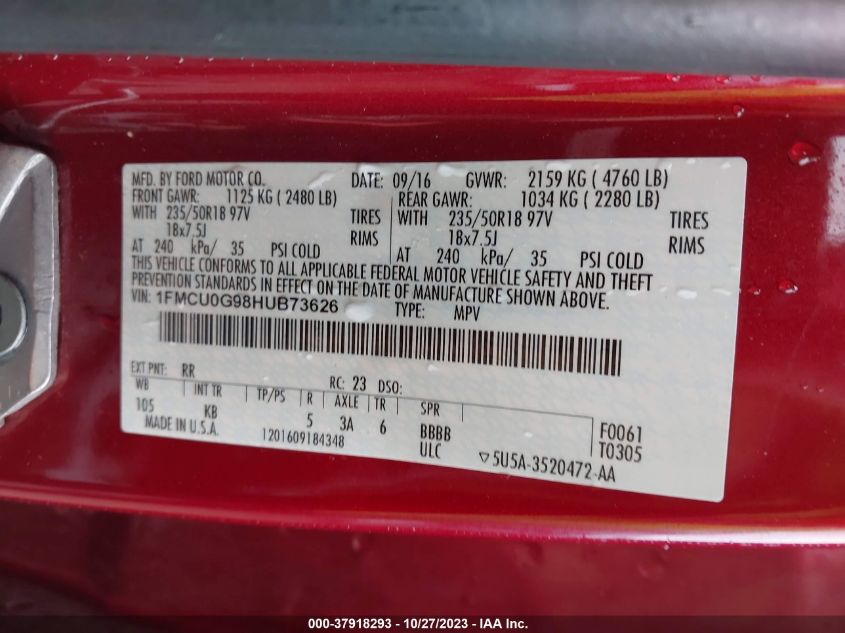 MFD. BY FORD MOTOR CO. DATE: 09/16 GVWR: 2159 KG ( 4760 LB)
FRONT GAWR: 1125 KG ( 2480 LB) REAR GAWR: 1034 KG ( 2280 LB)
WITH 235/50R18 97V TIRES WITH 235/50R18 97V TIRES
18x7.5J RIMS 18x7.5J RIMS
AT 240 kPa/ 35 PSI COLD AT 240 kPa/ 35 PSI COLD
THIS VEHICLE CONFORMS TO ALL APPLICABLE FEDERAL MOTOR VEHICLE SAFETY AND THEFT
PREVENTION STANDARDS IN EFFECT ON THE DATE OF MANUFACTURE SHOWN ABOVE.
VIN: 1FMCU0G98HUB73626 TYPE: MPV
EXT PNT: RR RC: 23 DSO:
WB INT TR TP/PS R AXLE TR SPR
105 KB 5 3A 6 BBBB F0061
MADE IN U.S.A. 1201609184348 ULC T0305
▽5U5A-3520472-AA
000-37918293 - 10/27/2023 - IAA Inc.